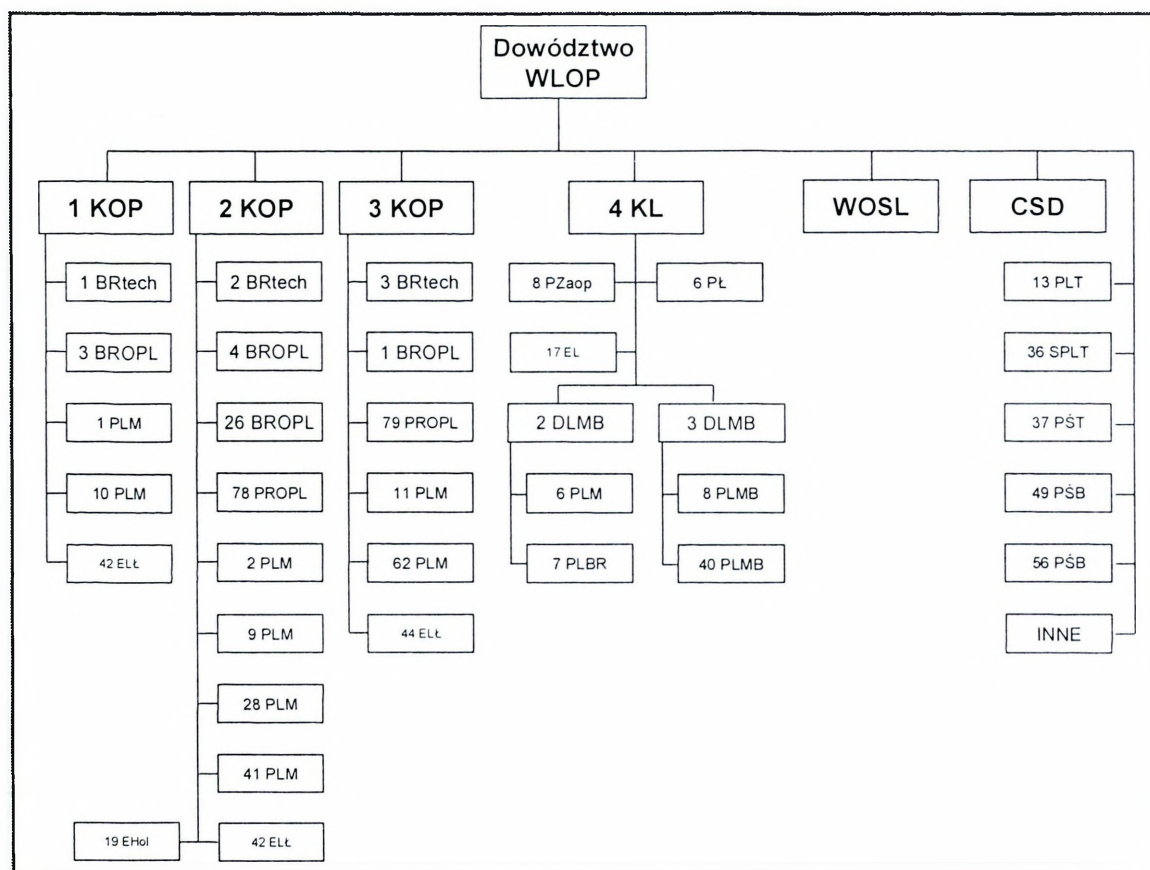 Dowództwo
WLOP
1 KOP
2 KOP
3 KOP
4 KL
WOSL
CSD
1 BRtech
3 BROPL
1 PLM
10 PLM
42 ELŁ
2 BRtech
4 BROPL
26 BROPL
78 PROPL
2 PLM
9 PLM
28 PLM
41 PLM
19 EHol
42 ELŁ
3 BRtech
1 BROPL
79 PROPL
11 PLM
62 PLM
44 ELŁ
8 PZaop
6 PŁ
17 EL
2 DLMB
3 DLMB
6 PLM
7 PLBR
8 PLMB
40 PLMB
13 PLT
36 SPLT
37 PŚT
49 PŚB
56 PŚB
INNE